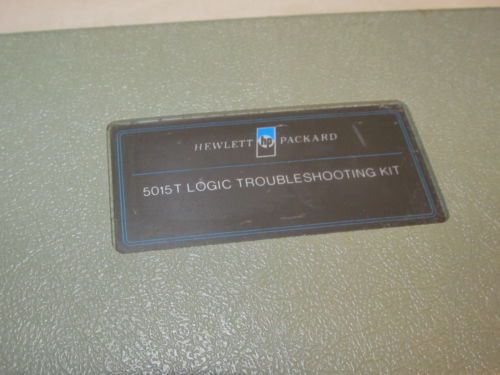 HEWLETT hp PACKARD
5015T LOGIC TROUBLESHOOTING KIT